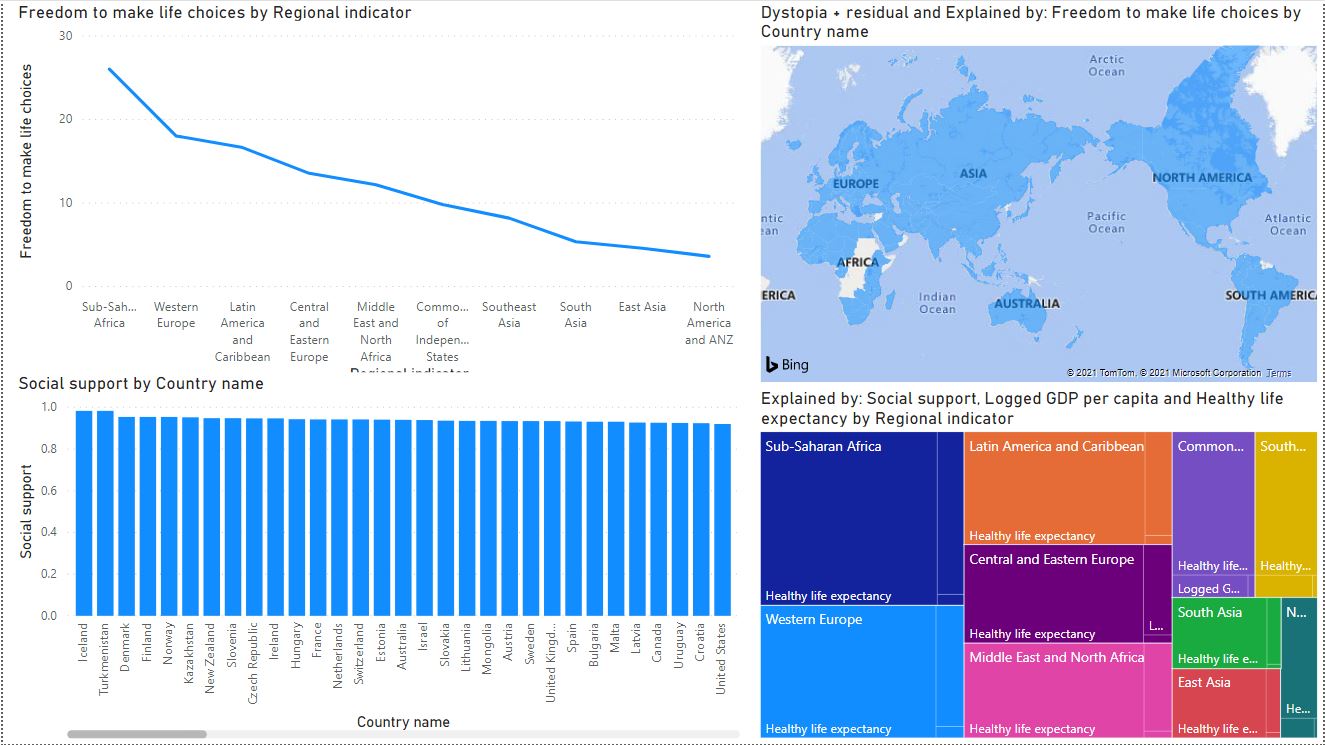 Freedom to make life choices by Regional indicator
Freedom to make life choices
30
20
10
0
Sub-Sah...
Africa
Western
Europe
Latin
America
and
Caribbean
Central
and
Eastern
Europe
Middle
East and
North
Africa
Commo...
of
Indepen...
States
Southeast
Asia
South
Asia
East Asia
North
America
and ANZ
Regional indicator
Dystopia + residual and Explained by: Freedom to make life choices by
Country name
Arctic
Ocean
EUROPE
ASIA
NORTH AMERICA
ntic
an
Pacific
Ocean
Atlantic
Ocean
AFRICA
ERICA
Indian
Ocean
AUSTRALIA
SOUTH AMERIC
Bing
© 2021 TomTom, © 2021 Microsoft Corporation Terms
Social support by Country name
Social support
1.0
0.8
0.6
0.4
0.2
0.0
Iceland
Turkmenistan
Denmark
Finland
Norway
Kazakhstan
New Zealand
Slovenia
Czech Republic
Ireland
Hungary
France
Netherlands
Switzerland
Estonia
Australia
Israel
Slovakia
Lithuania
Mongolia
Austria
Sweden
United Kingd...
Spain
Bulgaria
Malta
Latvia
Canada
Uruguay
Croatia
United States
Country name
Explained by: Social support, Logged GDP per capita and Healthy life
expectancy by Regional indicator
Sub-Saharan Africa
Healthy life expectancy
Western Europe
Healthy life expectancy
Latin America and Caribbean
Healthy life expectancy
Central and Eastern Europe
Healthy life expectancy
L...
Middle East and North Africa
Healthy life expectancy
Common...
Healthy life...
Logged G...
South...
Healthy...
South Asia
Healthy life e...
East Asia
Healthy life e...
N...
He...